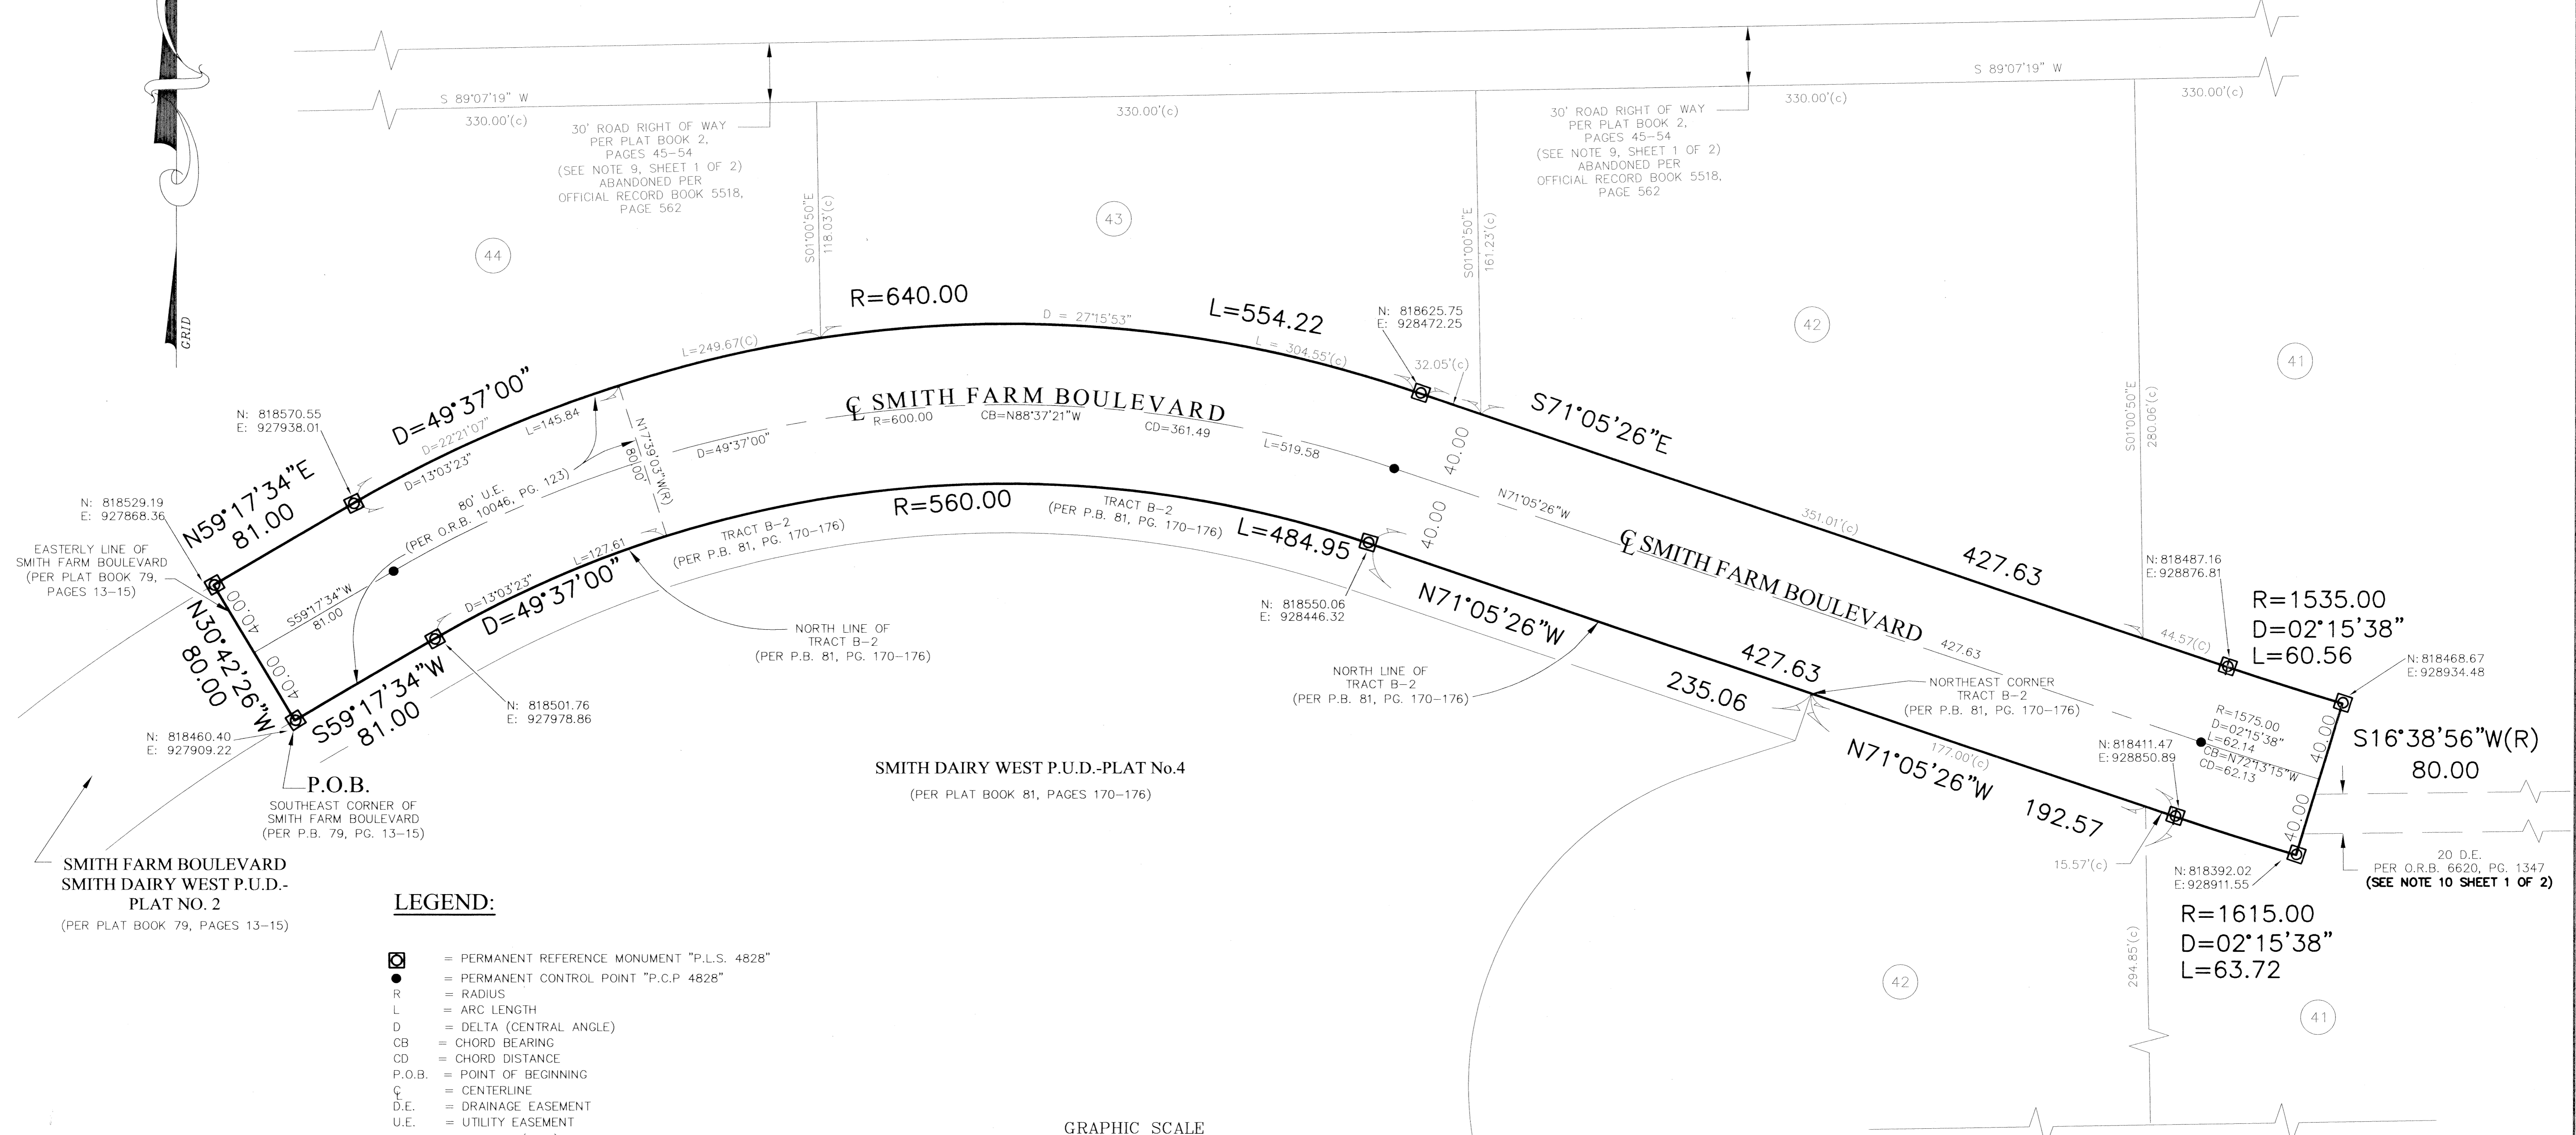 GRID
S 89°07'19" W
330.00'(c)
30' ROAD RIGHT OF WAY
PER PLAT BOOK 2,
PAGES 45-54
(SEE NOTE 9, SHEET 1 OF 2)
ABANDONED PER
OFFICIAL RECORD BOOK 5518,
PAGE 562
330.00'(c)
30' ROAD RIGHT OF WAY
PER PLAT BOOK 2,
PAGES 45-54
(SEE NOTE 9, SHEET 1 OF 2)
ABANDONED PER
OFFICIAL RECORD BOOK 5518,
PAGE 562
330.00'(c)
S 89°07'19" W
330.00'(c)
44
S01°00'50"E
118.03'(c)
43
S01°00'50"E
161.23'(c)
42
S01°00'50"E
280.06'(c)
41
R=640.00
D = 27°15'53"
L=554.22
L=249.67(C)
L = 304.55'(c)
N: 818625.75
E: 928472.25
32.05'(c)
S71°05'26"E
351.01'(c)
427.63
44.57(C)
N: 818570.55
E: 927938.01
D=49°37'00"
D=22°21'07"
L=145.84
D=13°03'23"
N: 818529.19
E: 927868.36
N59°17'34"E
81.00
EASTERLY LINE OF
SMITH FARM BOULEVARD
(PER PLAT BOOK 79,
PAGES 13-15)
80' U.E.
(PER O.R.B. 10046, PG. 123)
N17°39'03"W(R)
80.00'
℄ SMITH FARM BOULEVARD
R=600.00
CB=N88°37'21"W
CD=361.49
D=49°37'00"
L=519.58
40.00
40.00
N71°05'26"W
℄ SMITH FARM BOULEVARD
427.63
N:818487.16
E:928876.81
R=1535.00
D=02°15'38"
L=60.56
N:818468.67
E:928934.48
R=560.00
TRACT B-2
(PER P.B. 81, PG. 170-176)
TRACT B-2
(PER P.B. 81, PG. 170-176)
L=484.95
L=127.61
D=13°03'23"
D=49°37'00"
S59°17'34"W
81.00
40.00
40.00
N30°42'26"W
80.00
S59°17'34"W
81.00
N: 818460.40
E: 927909.22
N: 818501.76
E: 927978.86
P.O.B.
SOUTHEAST CORNER OF
SMITH FARM BOULEVARD
(PER P.B. 79, PG. 13-15)
NORTH LINE OF
TRACT B-2
(PER P.B. 81, PG. 170-176)
N: 818550.06
E: 928446.32
N71°05'26"W
427.63
235.06
NORTH LINE OF
TRACT B-2
(PER P.B. 81, PG. 170-176)
NORTHEAST CORNER
TRACT B-2
(PER P.B. 81, PG. 170-176)
R=1575.00
D=02°15'38"
L=62.14
CB=N72°13'15"W
CD=62.13
40.00
40.00
S16°38'56"W(R)
80.00
N:818411.47
E:928850.89
177.00'(c)
N71°05'26"W
192.57
15.57'(c)
N:818392.02
E:928911.55
20 D.E.
PER O.R.B. 6620, PG. 1347
(SEE NOTE 10 SHEET 1 OF 2)
R=1615.00
D=02°15'38"
L=63.72
294.85'(c)
42
41
SMITH DAIRY WEST P.U.D.-PLAT No.4
(PER PLAT BOOK 81, PAGES 170-176)
SMITH FARM BOULEVARD
SMITH DAIRY WEST P.U.D.-
PLAT NO. 2
(PER PLAT BOOK 79, PAGES 13-15)
LEGEND:
= PERMANENT REFERENCE MONUMENT "P.L.S. 4828"
= PERMANENT CONTROL POINT "P.C.P 4828"
R = RADIUS
L = ARC LENGTH
D = DELTA (CENTRAL ANGLE)
CB = CHORD BEARING
CD = CHORD DISTANCE
P.O.B. = POINT OF BEGINNING
℄ = CENTERLINE
D.E. = DRAINAGE EASEMENT
U.E. = UTILITY EASEMENT
GRAPHIC SCALE